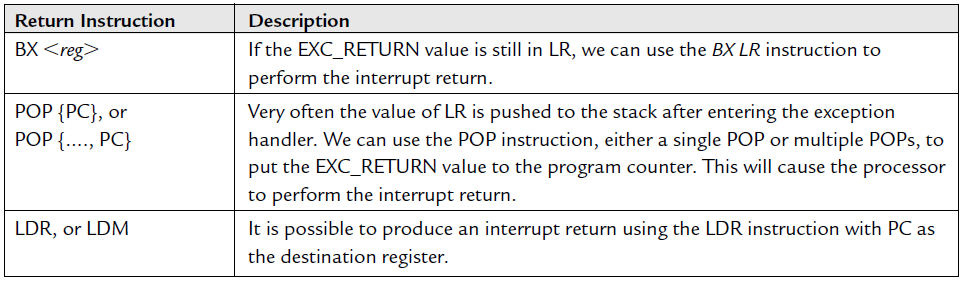 Return Instruction Description
BX <reg> If the EXC_RETURN value is still in LR, we can use the BX LR instruction to
perform the interrupt return.
POP {PC}, or Very often the value of LR is pushed to the stack after entering the exception
POP {...., PC} handler. We can use the POP instruction, either a single POP or multiple POPs, to
put the EXC_RETURN value to the program counter. This will cause the processor
to perform the interrupt return.
LDR, or LDM It is possible to produce an interrupt return using the LDR instruction with PC as
the destination register.